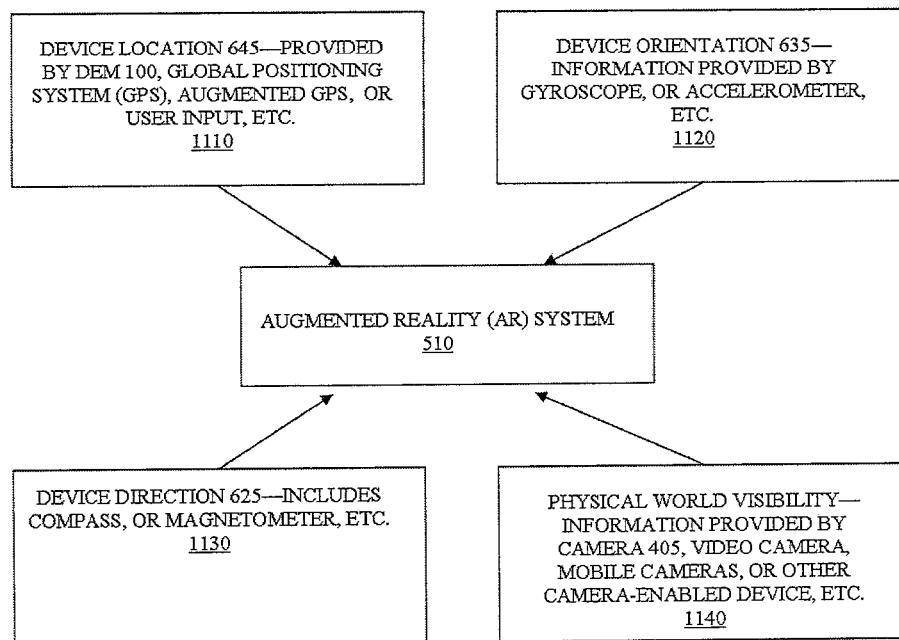 DEVICE LOCATION 645—PROVIDED
BY DEM 100, GLOBAL POSITIONING
SYSTEM (GPS), AUGMENTED GPS, OR
USER INPUT, ETC.
1110
DEVICE ORIENTATION 635—
INFORMATION PROVIDED BY
GYROSCOPE, OR ACCELEROMETER,
ETC.
1120
AUGMENTED REALITY (AR) SYSTEM
510
DEVICE DIRECTION 625—INCLUDES
COMPASS, OR MAGNETOMETER, ETC.
1130
PHYSICAL WORLD VISIBILITY—
INFORMATION PROVIDED BY
CAMERA 405, VIDEO CAMERA,
MOBILE CAMERAS, OR OTHER
CAMERA-ENABLED DEVICE, ETC.
1140